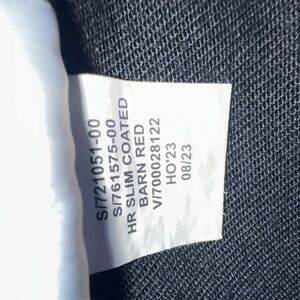 S/721051-00
S/761575-00
HR SLIM COATED
BARN RED
V/700028122
HO'23
08/23